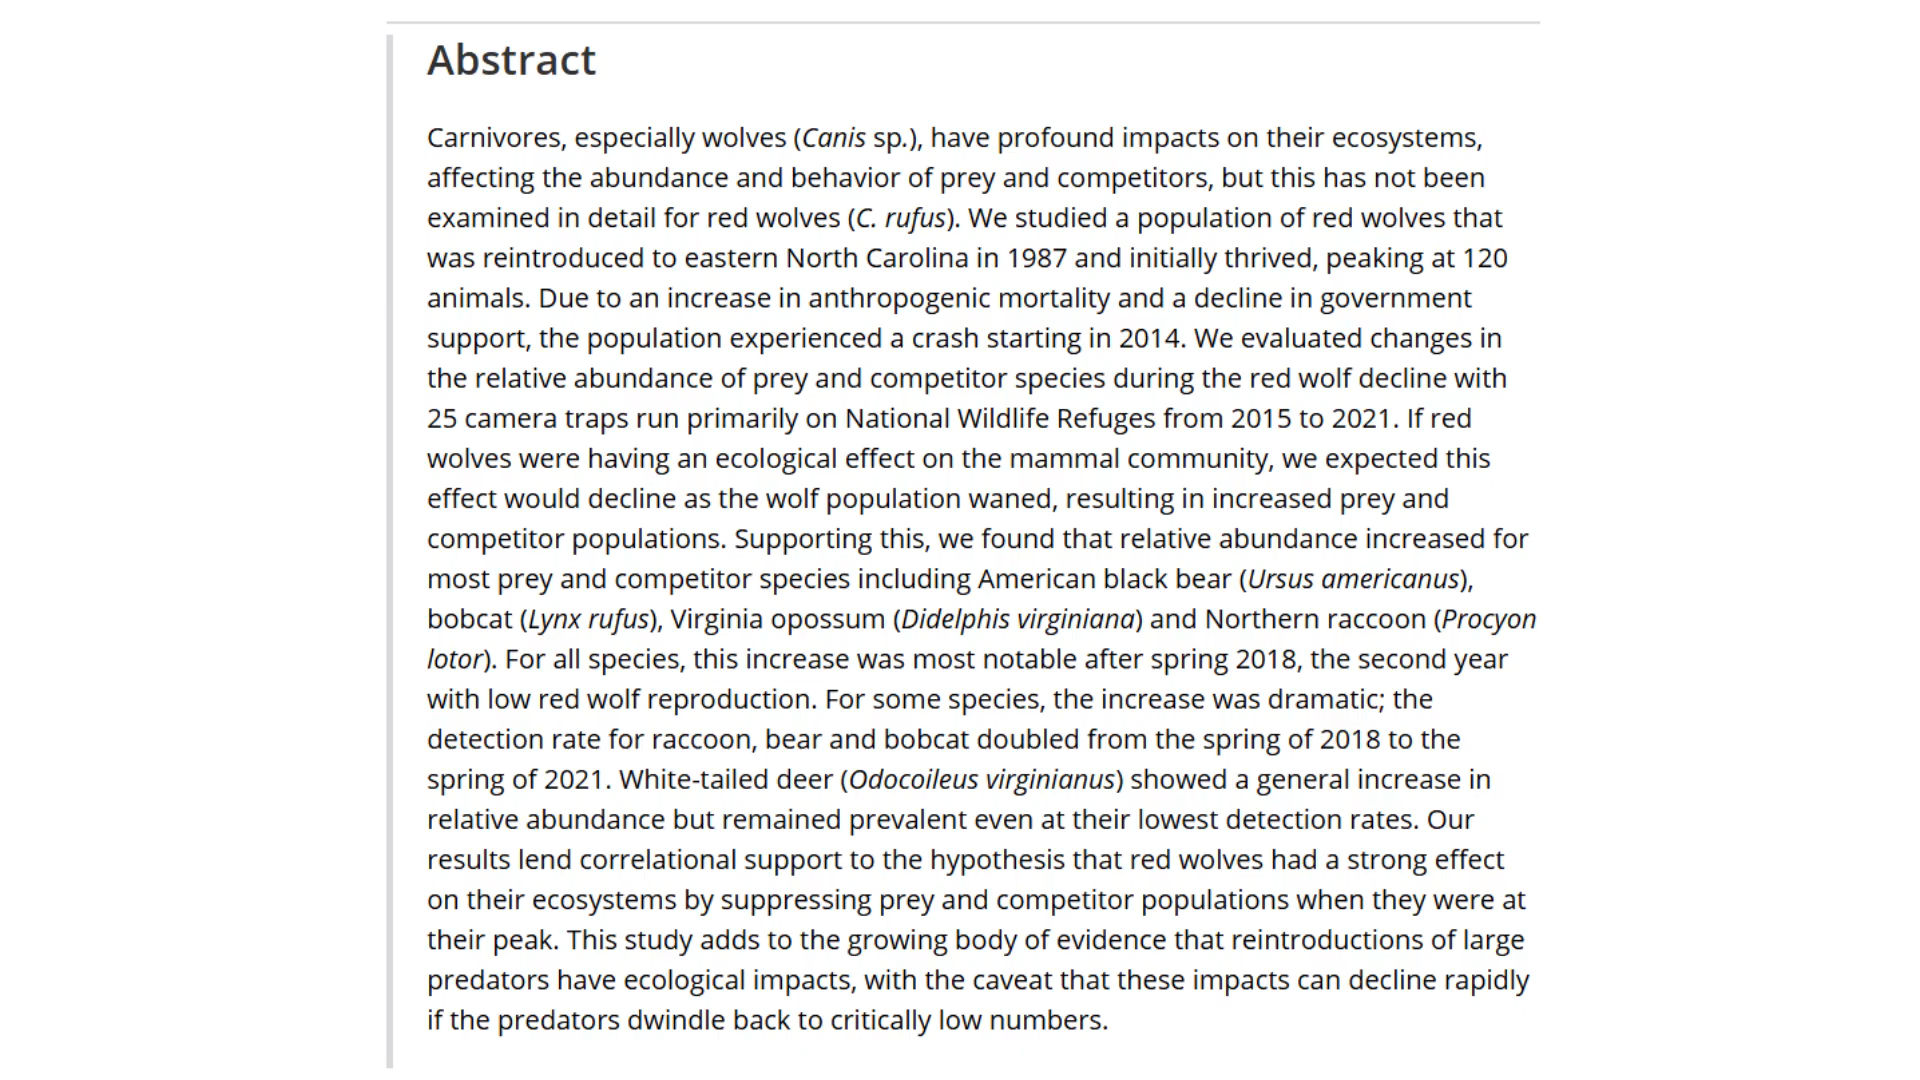 Abstract
Carnivores, especially wolves (Canis sp.), have profound impacts on their ecosystems,
affecting the abundance and behavior of prey and competitors, but this has not been
examined in detail for red wolves (C. rufus). We studied a population of red wolves that
was reintroduced to eastern North Carolina in 1987 and initially thrived, peaking at 120
animals. Due to an increase in anthropogenic mortality and a decline in government
support, the population experienced a crash starting in 2014. We evaluated changes in
the relative abundance of prey and competitor species during the red wolf decline with
25 camera traps run primarily on National Wildlife Refuges from 2015 to 2021. If red
wolves were having an ecological effect on the mammal community, we expected this
effect would decline as the wolf population waned, resulting in increased prey and
competitor populations. Supporting this, we found that relative abundance increased for
most prey and competitor species including American black bear (Ursus americanus),
bobcat (Lynx rufus), Virginia opossum (Didelphis virginiana) and Northern raccoon (Procyon
lotor). For all species, this increase was most notable after spring 2018, the second year
with low red wolf reproduction. For some species, the increase was dramatic; the
detection rate for raccoon, bear and bobcat doubled from the spring of 2018 to the
spring of 2021. White-tailed deer (Odocoileus virginianus) showed a general increase in
relative abundance but remained prevalent even at their lowest detection rates. Our
results lend correlational support to the hypothesis that red wolves had a strong effect
on their ecosystems by suppressing prey and competitor populations when they were at
their peak. This study adds to the growing body of evidence that reintroductions of large
predators have ecological impacts, with the caveat that these impacts can decline rapidly
if the predators dwindle back to critically low numbers.